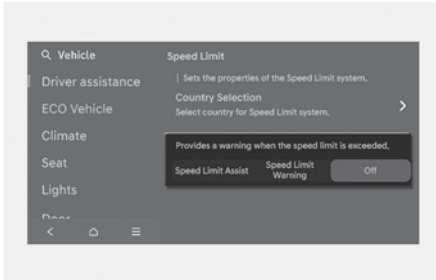 Vehicle
Driver assistance
ECO Vehicle
Climate
Seat
Lights
Door
Speed Limit
Sets the properties of the Speed Limit system.
Country Selection
Select country for Speed Limit system.
Provides a warning when the speed limit is exceeded.
Speed Limit Assist
Speed Limit
Warning
Off